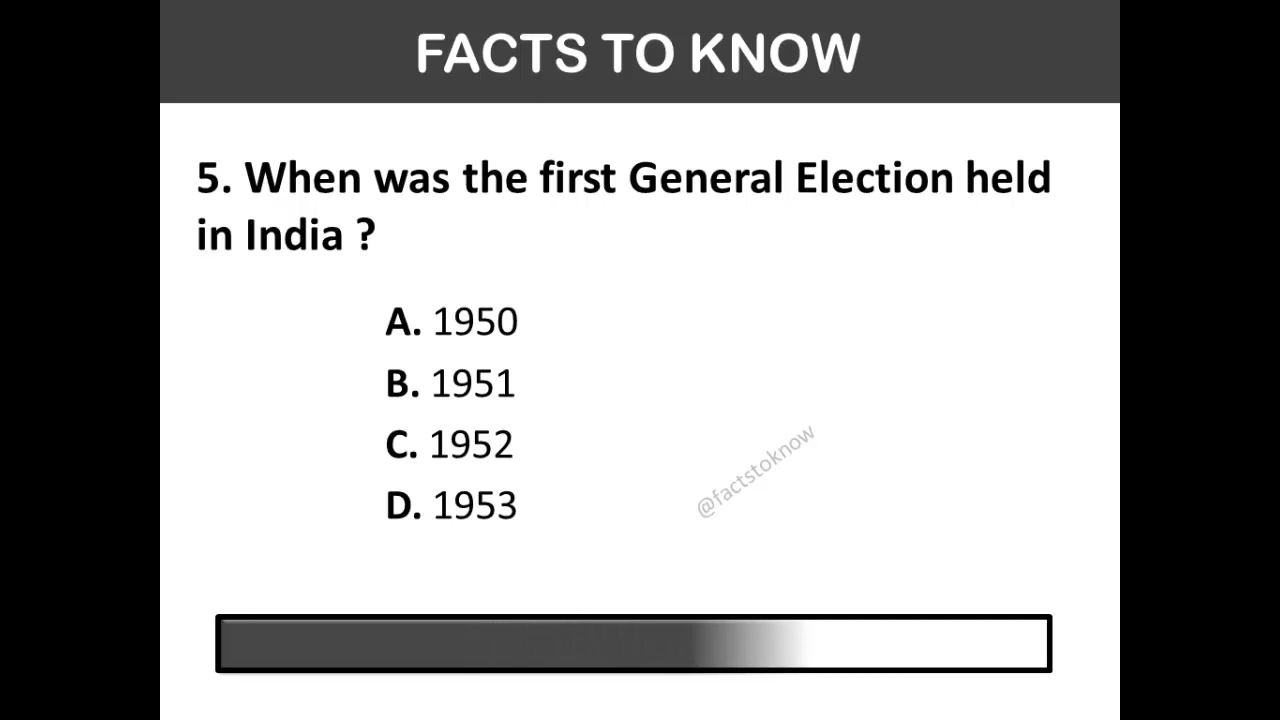 FACTS TO KNOW
5. When was the first General Election held
in India ?
A. 1950
B. 1951
C. 1952
D. 1953
@factstoknow